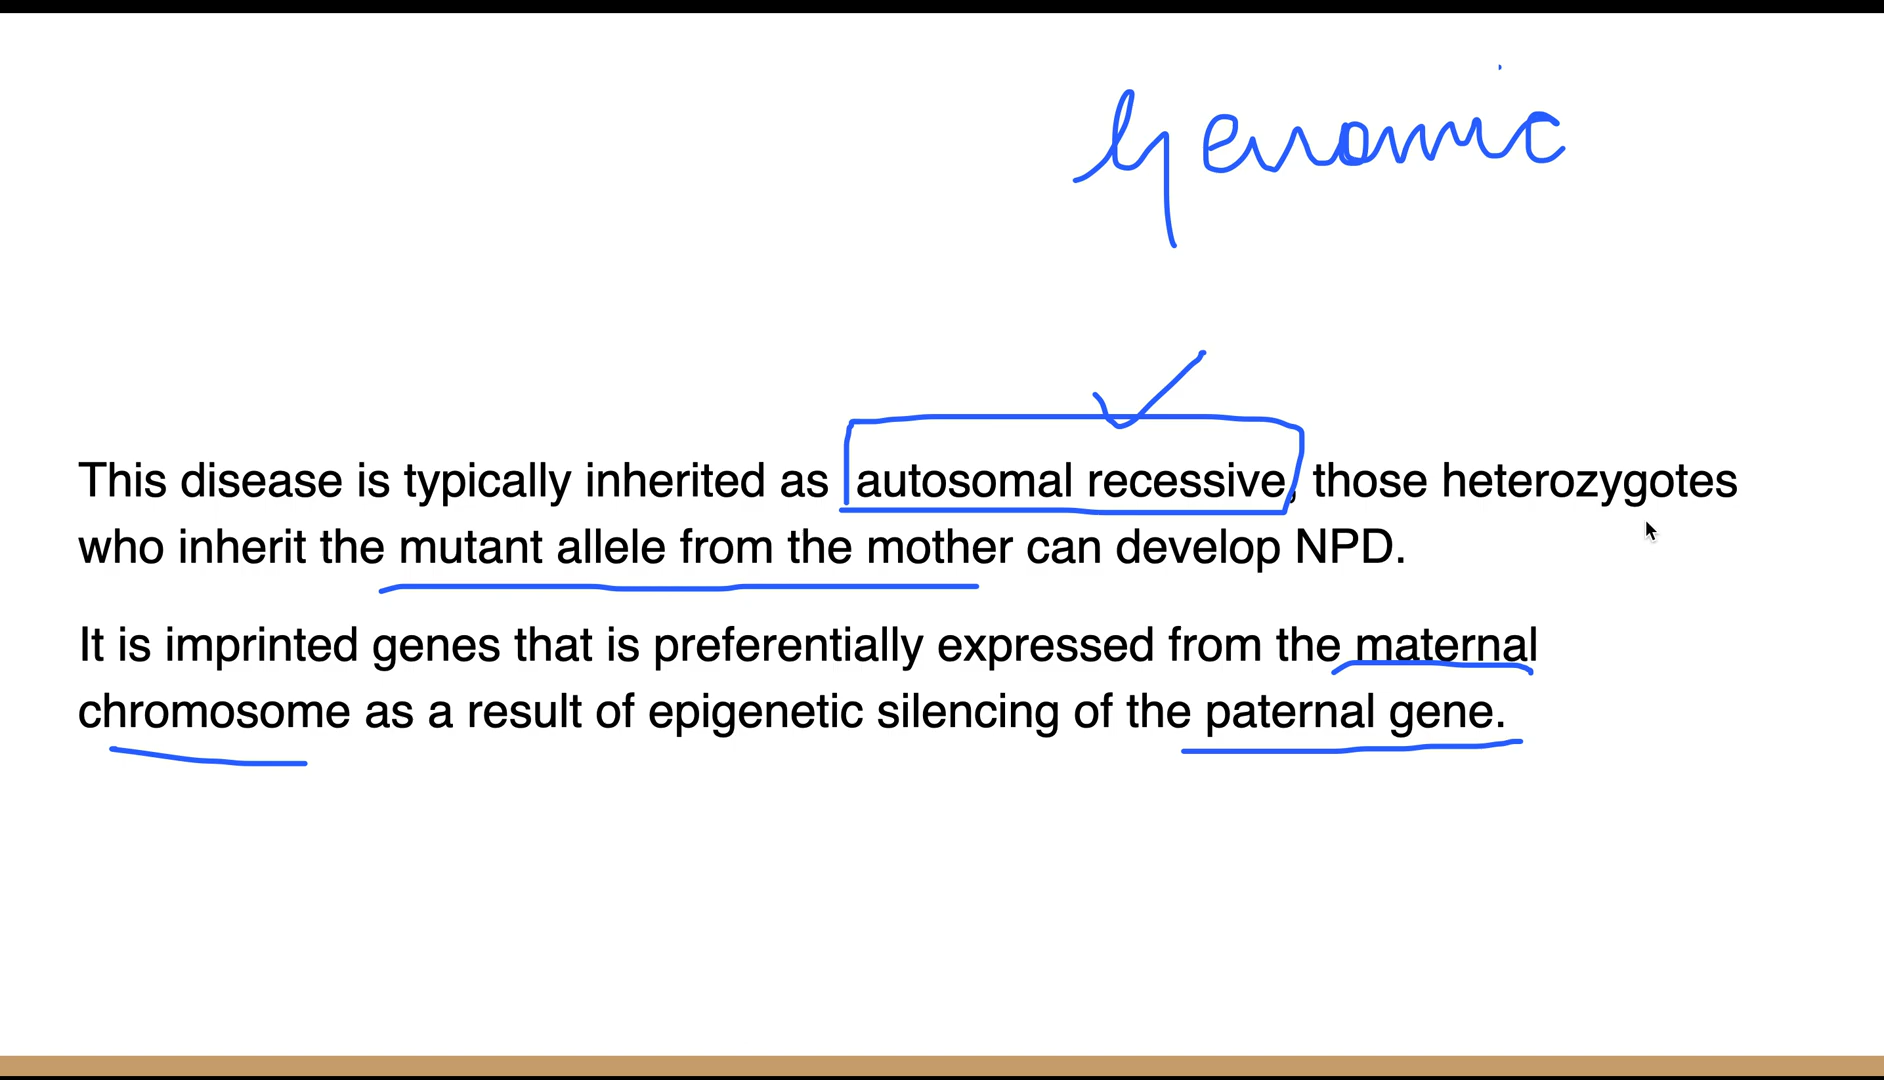 Genomic
This disease is typically inherited as autosomal recessive, those heterozygotes
who inherit the mutant allele from the mother can develop NPD.
It is imprinted genes that is preferentially expressed from the maternal
chromosome as a result of epigenetic silencing of the paternal gene.